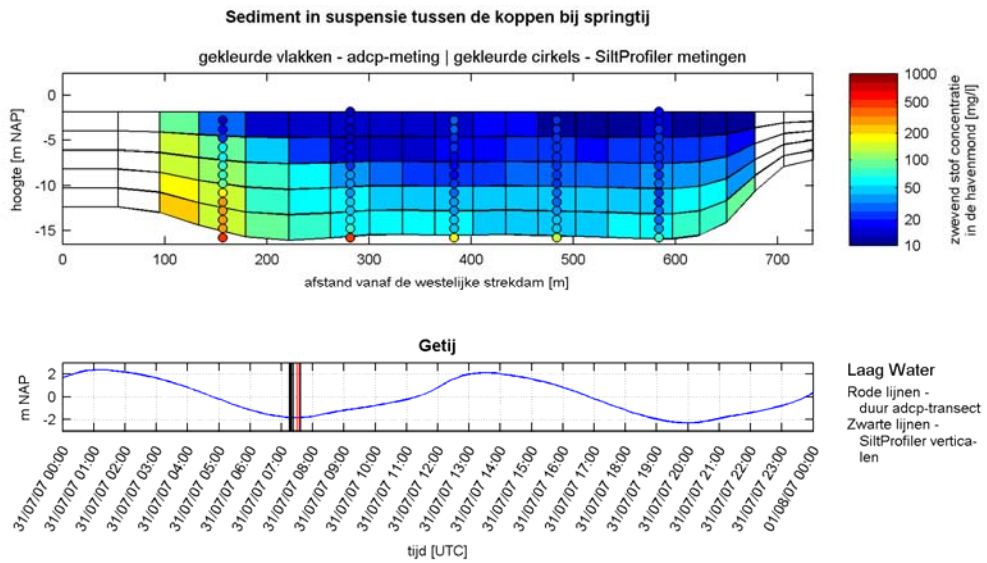 Sediment in suspensie tussen de koppen bij springtij
gekleurde vlakken - adcp-meting | gekleurde cirkels - SiltProfiler metingen
hoogte [m NAP]
0
-5
-10
-15
0 100 200 300 400 500 600 700
afstand vanaf de westelijke strekdam [m]
1000
500
200
100
50
20
10
zwevend stof concentratie
in de havenmond [mg/l]
Getij
m NAP
2
0
-2
31/07/07 00:00
31/07/07 01:00
31/07/07 02:00
31/07/07 03:00
31/07/07 04:00
31/07/07 05:00
31/07/07 06:00
31/07/07 07:00
31/07/07 08:00
31/07/07 09:00
31/07/07 10:00
31/07/07 11:00
31/07/07 12:00
31/07/07 13:00
31/07/07 14:00
31/07/07 15:00
31/07/07 16:00
31/07/07 17:00
31/07/07 18:00
31/07/07 19:00
31/07/07 20:00
31/07/07 21:00
31/07/07 22:00
31/07/07 23:00
01/08/07 00:00
tijd [UTC]
Laag Water
Rode lijnen -
duur adcp-transect
Zwarte lijnen -
SiltProfiler vertica-
len